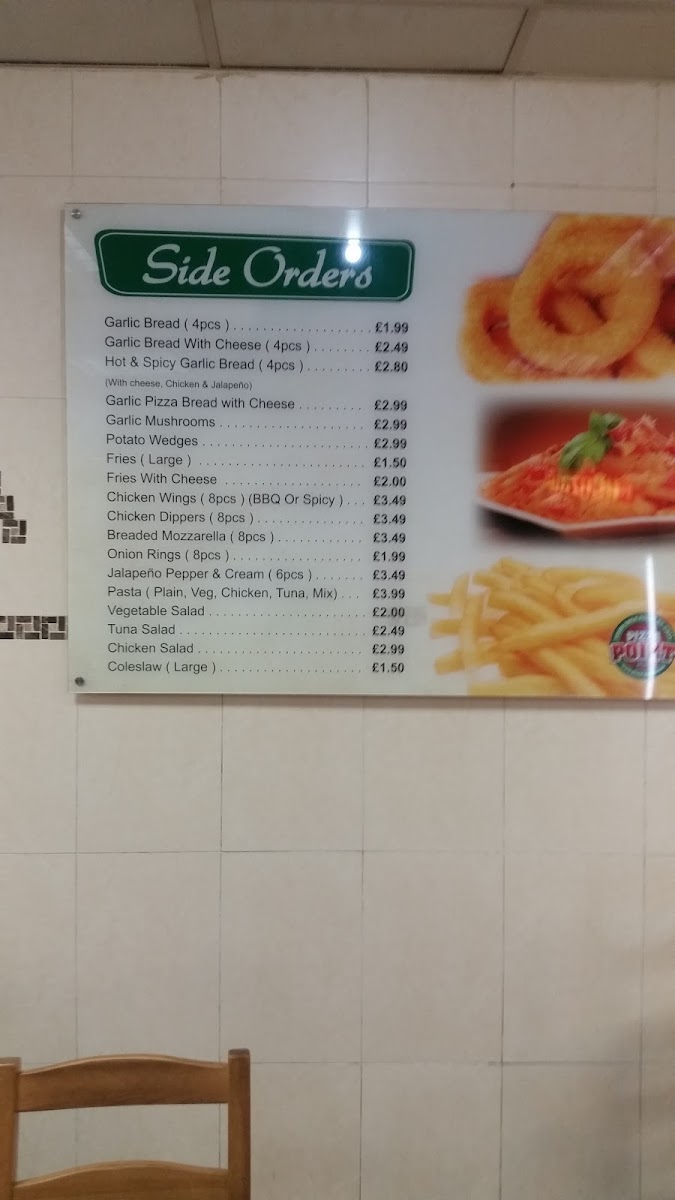 Side Orders
Garlic Bread ( 4pcs ) . . . . . . . . . . . . . . . . . . . £1.99
Garlic Bread With Cheese ( 4pcs ) . . . . . . . . £2.49
Hot & Spicy Garlic Bread ( 4pcs ) . . . . . . . . . £2.80
(With cheese, Chicken & Jalapeño)
Garlic Pizza Bread with Cheese . . . . . . . . . £2.99
Garlic Mushrooms . . . . . . . . . . . . . . . . . . . . £2.99
Potato Wedges . . . . . . . . . . . . . . . . . . . . . . £2.99
Fries ( Large ) . . . . . . . . . . . . . . . . . . . . . . . £1.50
Fries With Cheese . . . . . . . . . . . . . . . . . . . £2.00
Chicken Wings ( 8pcs ) (BBQ Or Spicy ) . . . £3.49
Chicken Dippers ( 8pcs ) . . . . . . . . . . . . . . . £3.49
Breaded Mozzarella ( 8pcs ) . . . . . . . . . . . . £3.49
Onion Rings ( 8pcs ) . . . . . . . . . . . . . . . . . . £1.99
Jalapeño Pepper & Cream ( 6pcs ) . . . . . . . £3.49
Pasta ( Plain, Veg, Chicken, Tuna, Mix) . . . £3.99
Vegetable Salad . . . . . . . . . . . . . . . . . . . . . £2.00
Tuna Salad . . . . . . . . . . . . . . . . . . . . . . . . . £2.49
Chicken Salad . . . . . . . . . . . . . . . . . . . . . . £2.99
Coleslaw ( Large ) . . . . . . . . . . . . . . . . . . . . £1.50
PIZZA
POINT